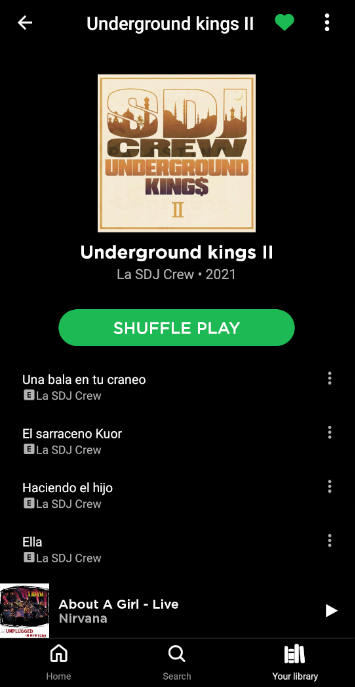 Underground kings II
SDJ
CREW
UNDERGROUND
KING$
II
Underground kings II
La SDJ Crew • 2021
SHUFFLE PLAY
Una bala en tu craneo
E La SDJ Crew
El sarraceno Kuor
E La SDJ Crew
Haciendo el hijo
E La SDJ Crew
Ella
E La SDJ Crew
About A Girl - Live
Nirvana
UNPLUGGED
Home
Search
Your library